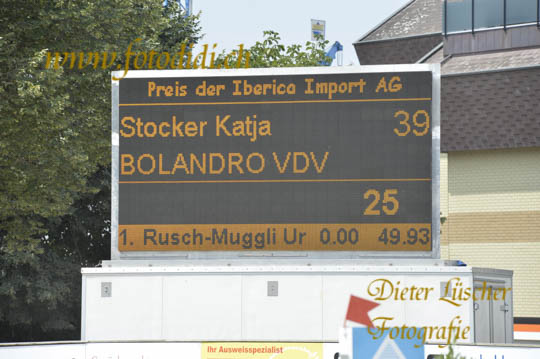 www.fotodidi.ch
Preis der Iberica Import AG
Stocker Katja 39
BOLANDRO VDV
25
1. Rusch-Muggli Ur 0.00 49.93
Dieter Lüscher
Fotografie
Ihr Ausweisspezialist